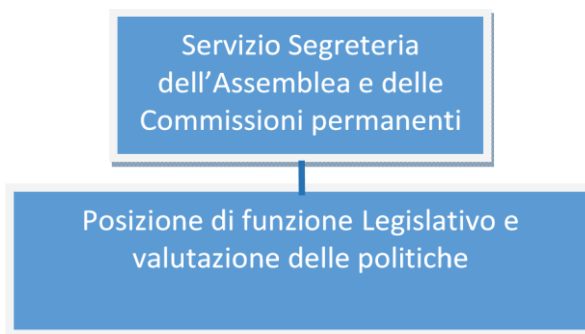 Servizio Segreteria
dell’Assemblea e delle
Commissioni permanenti
Posizione di funzione Legislativo e
valutazione delle politiche